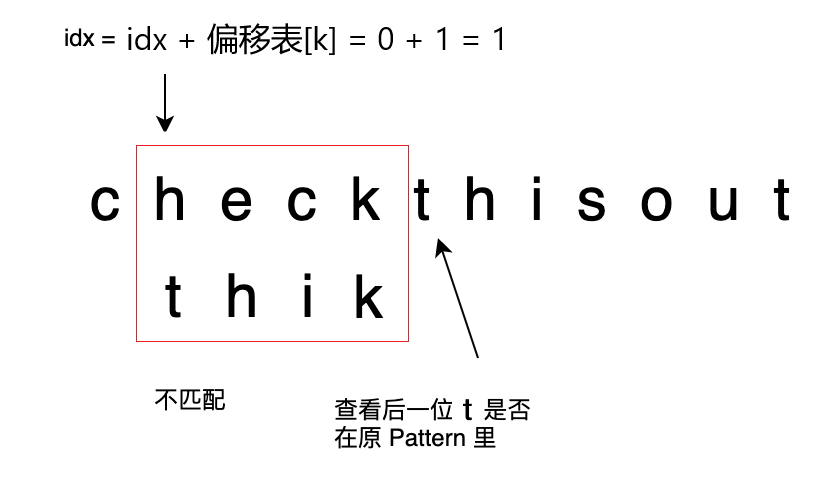 idx = idx + 偏移表[k] = 0 + 1 = 1
c h e c k t h i s o u t
t h i k
不匹配
查看后一位 t 是否
在原 Pattern 里